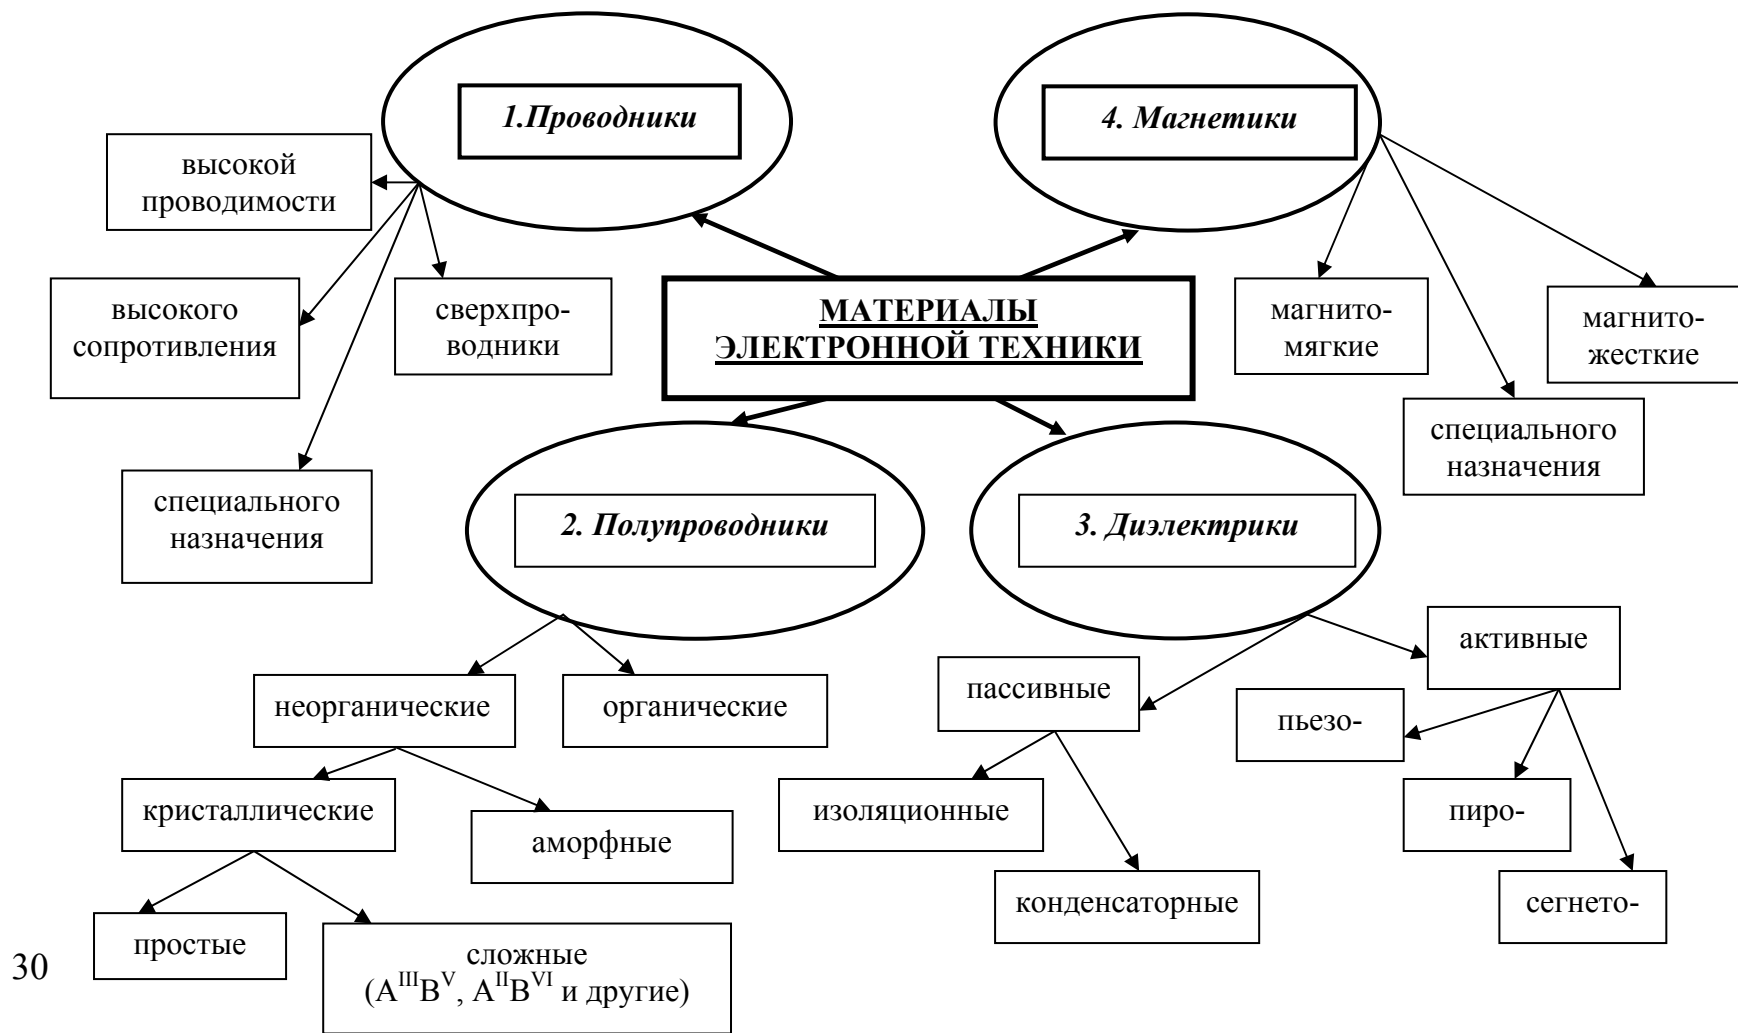 1.Проводники
4. Магнетики
высокой
проводимости
высокого
сопротивления
сверхпро-
водники
специального
назначения
МАТЕРИАЛЫ
ЭЛЕКТРОННОЙ ТЕХНИКИ
магнито-
мягкие
магнито-
жесткие
специального
назначения
2. Полупроводники
3. Диэлектрики
неорганические
органические
кристаллические
аморфные
простые
сложные
(A^III B^V, A^II B^VI и другие)
пассивные
активные
изоляционные
конденсаторные
пьезо-
пиро-
сегнето-
30